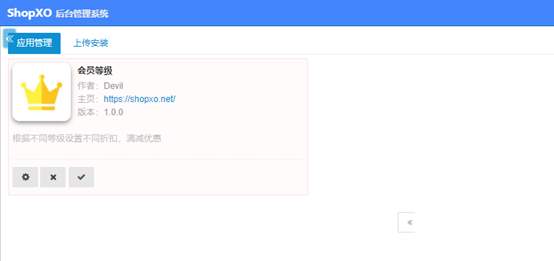 ShopXO 后台管理系统
应用管理 上传安装
会员等级
作者：Devil
主页：https://shopxo.net/
版本：1.0.0
根据不同等级设置不同折扣、满减优惠